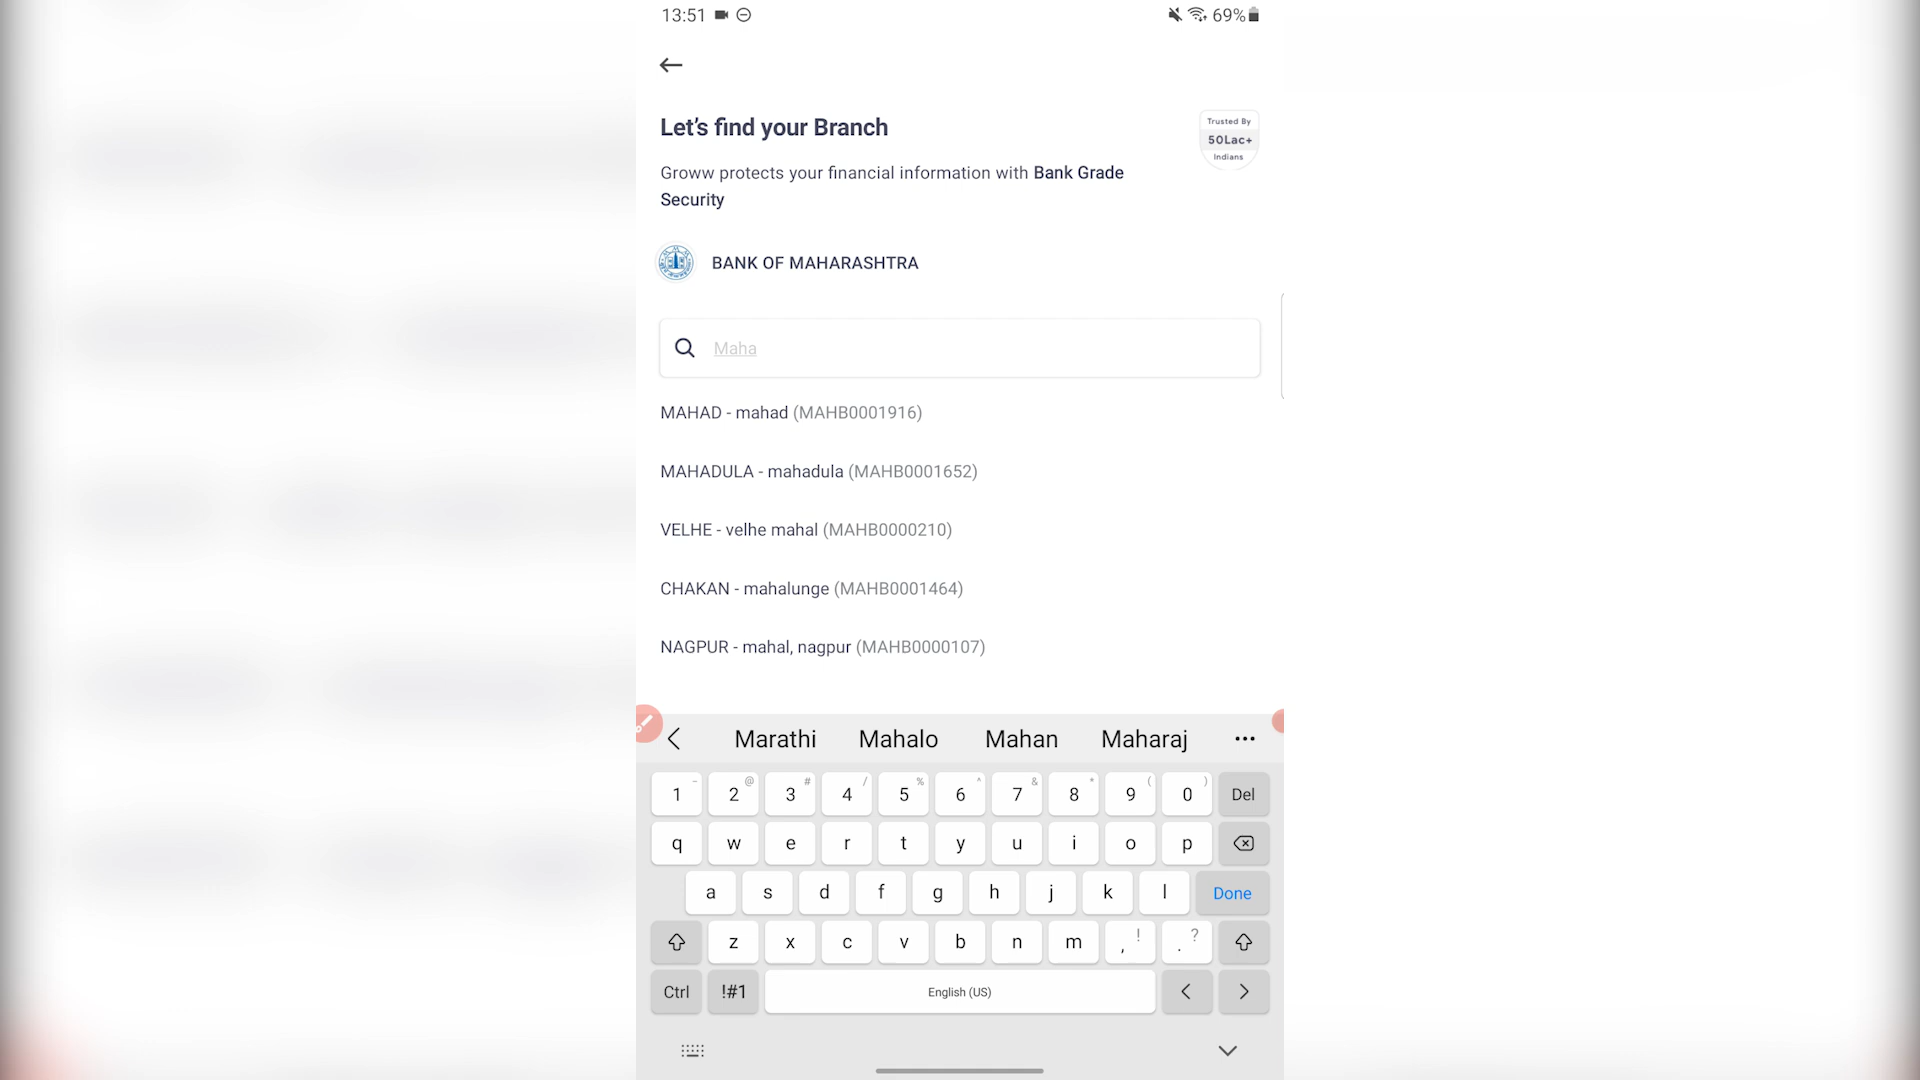 13:51
69%
Let's find your Branch
Trusted By
50Lac+
Indians
Groww protects your financial information with Bank Grade
Security
BANK OF MAHARASHTRA
Maha
MAHAD - mahad (MAHB0001916)
MAHADULA - mahadula (MAHB0001652)
VELHE - velhe mahal (MAHB0000210)
CHAKAN - mahalunge (MAHB0001464)
NAGPUR - mahal, nagpur (MAHB0000107)
Marathi Mahalo Mahan Maharaj ...
~ @ # / % ^ & * ( )
1 2 3 4 5 6 7 8 9 0 Del
q w e r t y u i o p
a s d f g h j k l Done
z x c v b n m , ! . ?
Ctrl !#1 English (US) < >